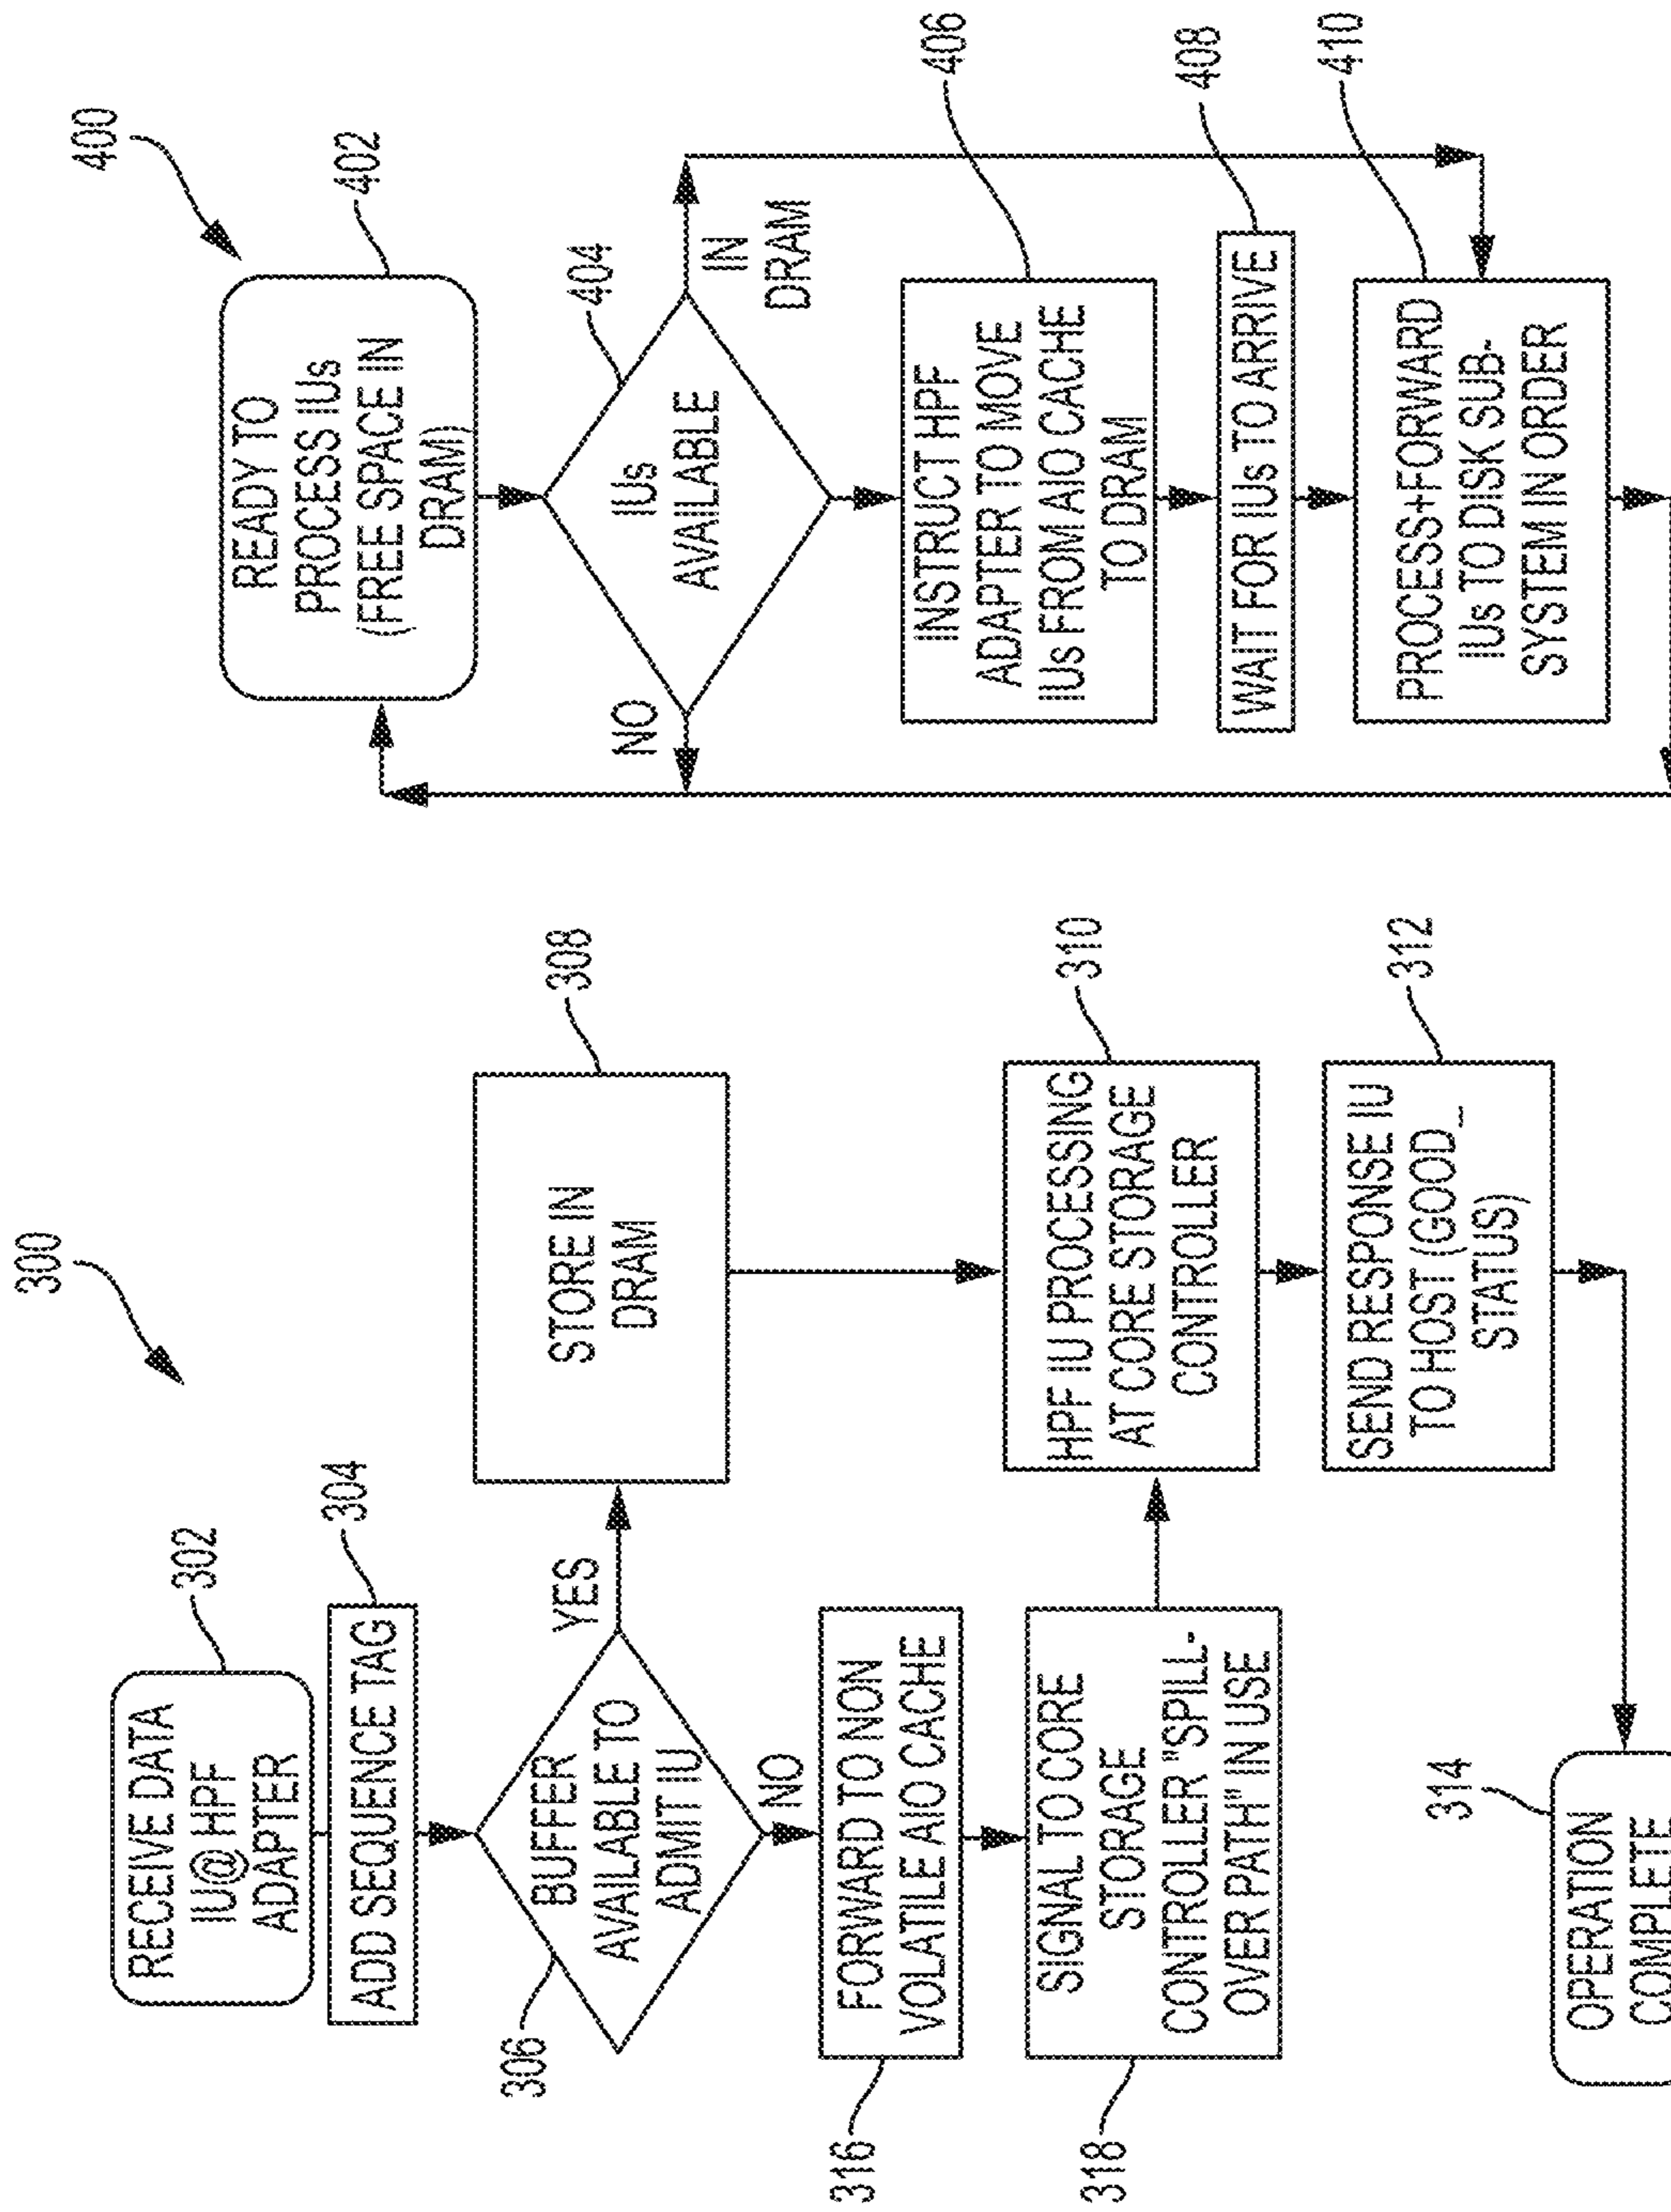 300
RECEIVE DATA
IU@ HPF
ADAPTER
302
ADD SEQUENCE TAG
304
BUFFER
AVAILABLE TO
ADMIT IU
306
YES
NO
STORE IN
DRAM
308
FORWARD TO NON
VOLATILE AIO CACHE
316
SIGNAL TO CORE
STORAGE
CONTROLLER "SPILL-
OVER PATH" IN USE
318
HPF IU PROCESSING
AT CORE STORAGE
CONTROLLER
310
SEND RESPONSE IU
TO HOST (GOOD_
STATUS)
312
OPERATION
COMPLETE
314
400
READY TO
PROCESS IUs
(FREE SPACE IN
DRAM)
402
IUs
AVAILABLE
404
NO
IN
DRAM
INSTRUCT HPF
ADAPTER TO MOVE
IUs FROM AIO CACHE
TO DRAM
406
WAIT FOR IUs TO ARRIVE
408
PROCESS+FORWARD
IUs TO DISK SUB-
SYSTEM IN ORDER
410